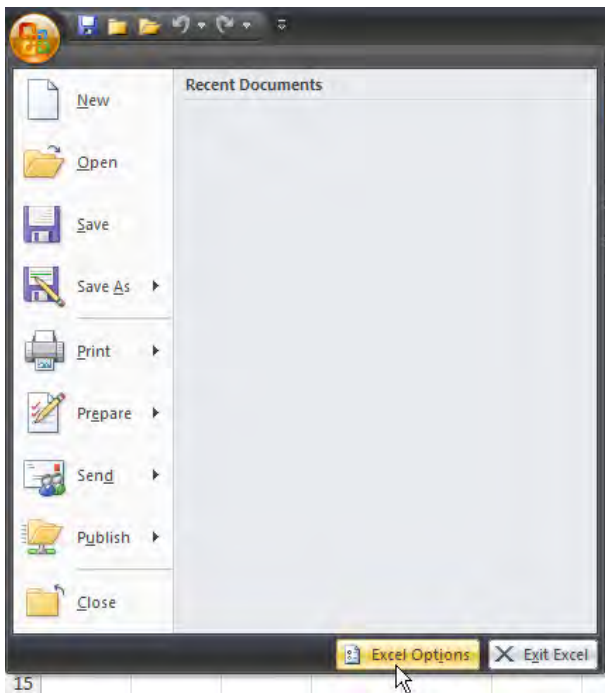 Recent Documents
New
Open
Save
Save As
Print
Prepare
Send
Publish
Close
Excel Options
Exit Excel
15